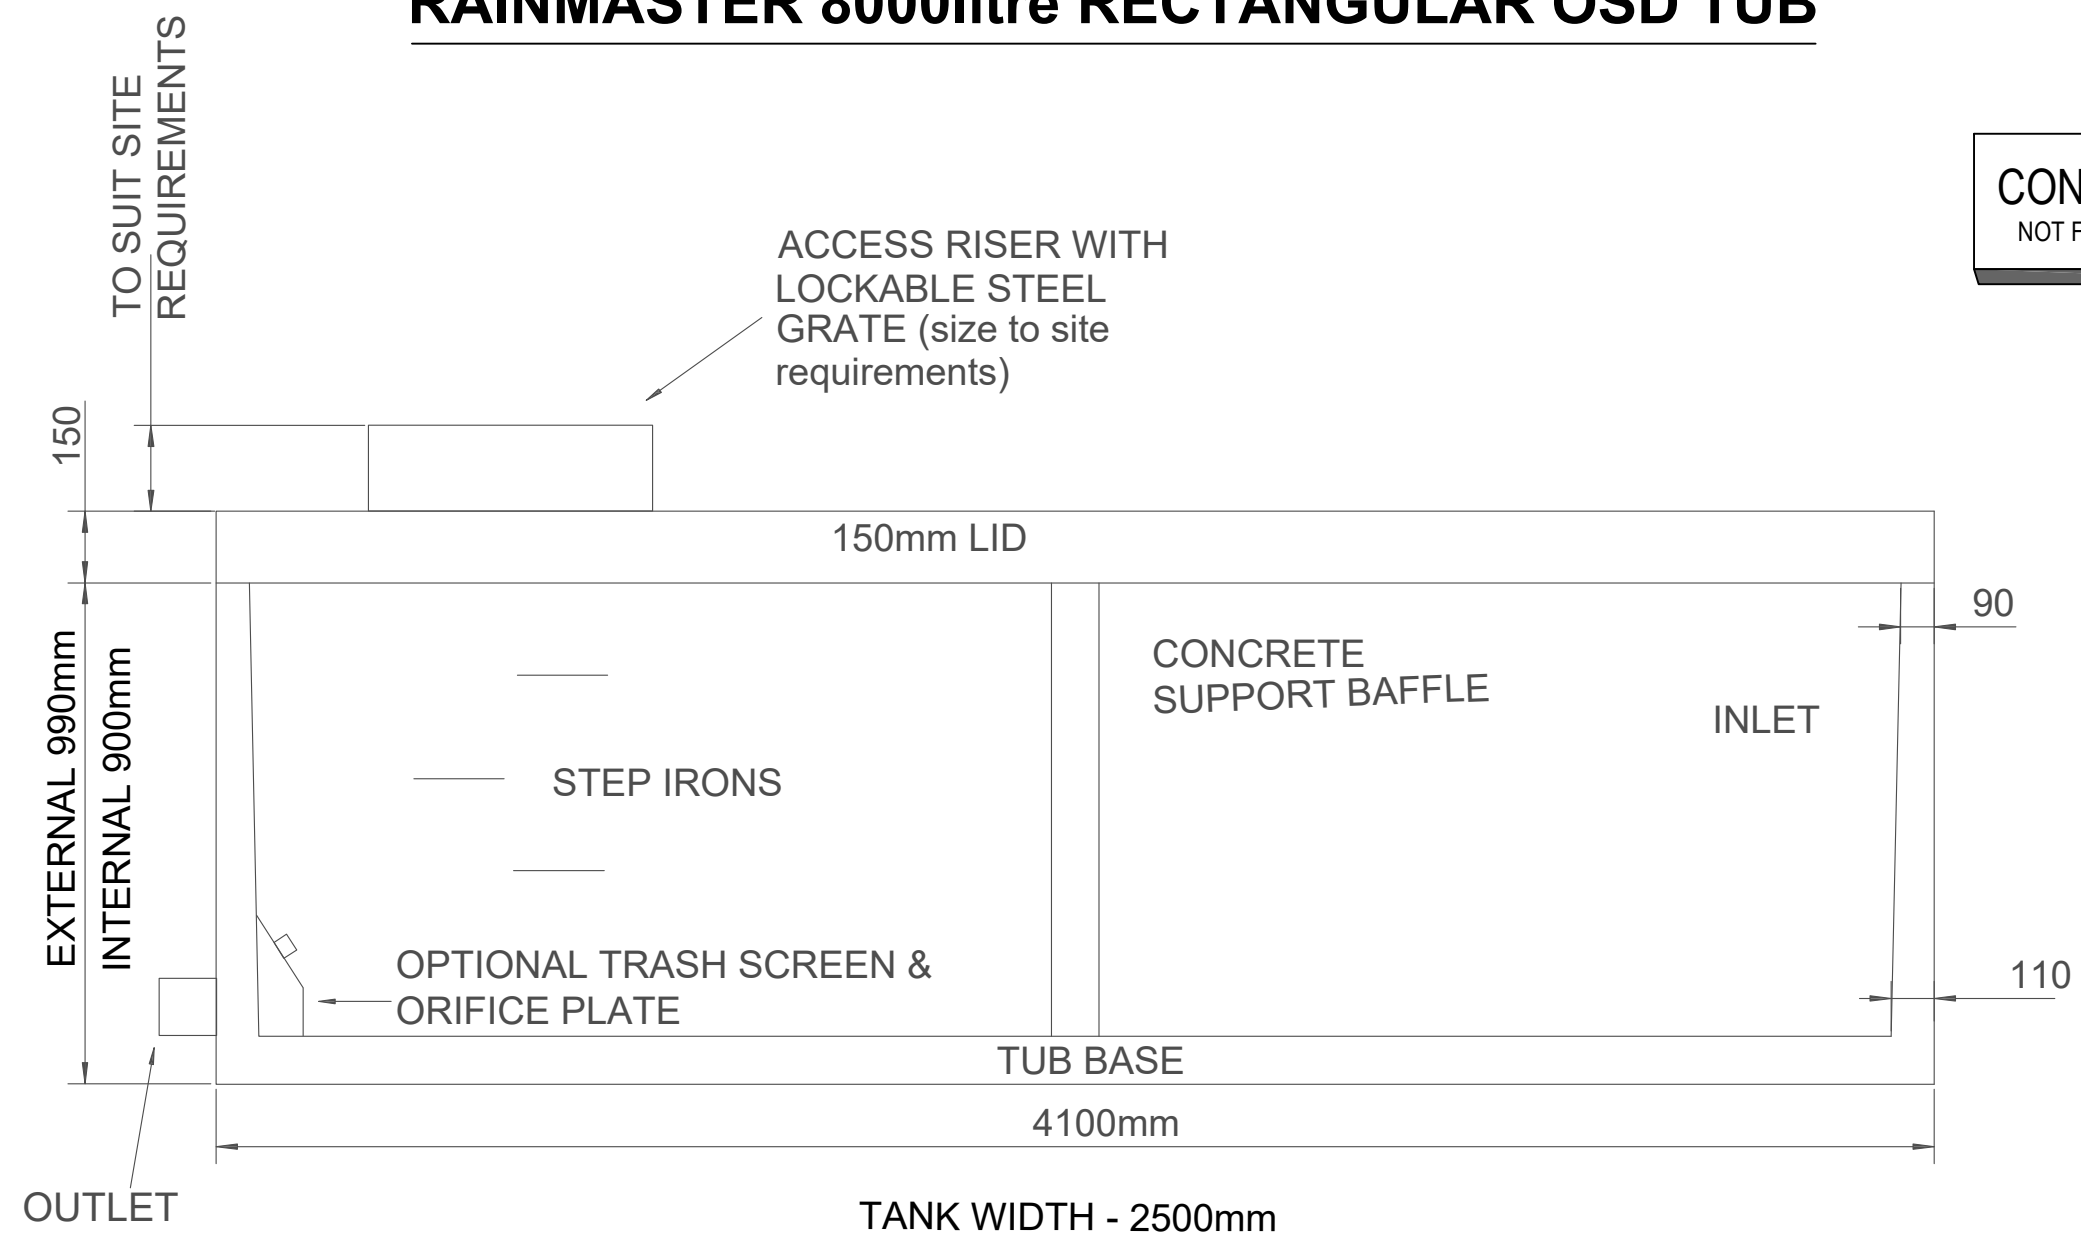 RAINMASTER 8000litre RECTANGULAR OSD TUB
TO SUIT SITE
REQUIREMENTS
CON
NOT F
ACCESS RISER WITH
LOCKABLE STEEL
GRATE (size to site
requirements)
150
150mm LID
90
EXTERNAL 990mm
INTERNAL 900mm
CONCRETE
SUPPORT BAFFLE
INLET
STEP IRONS
OPTIONAL TRASH SCREEN &
ORIFICE PLATE
110
TUB BASE
4100mm
OUTLET
TANK WIDTH - 2500mm